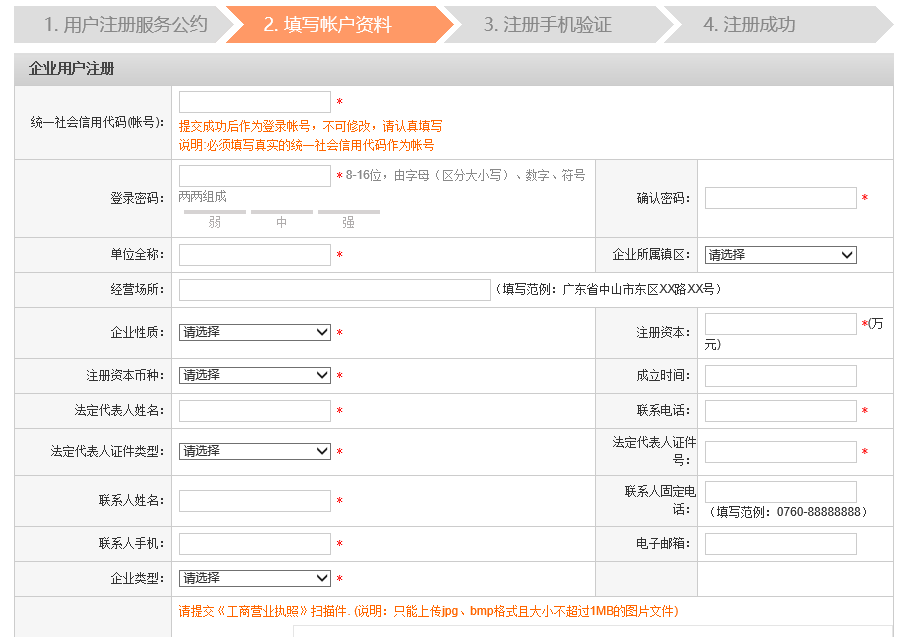 1. 用户注册服务公约
2. 填写帐户资料
3. 注册手机验证
4. 注册成功
企业用户注册
统一社会信用代码(帐号):
*
提交成功后作为登录帐号，不可修改，请认真填写
说明:必须填写真实的统一社会信用代码作为帐号
登录密码:
*8-16位，由字母（区分大小写）、数字、符号
两两组成
弱 中 强
确认密码:
*
单位全称:
*
企业所属镇区:
请选择
经营场所:
（填写范例：广东省中山市东区XX路XX号）
企业性质:
请选择
*
注册资本:
*(万
元)
注册资本币种:
请选择
*
成立时间:
法定代表人姓名:
*
联系电话:
*
法定代表人证件类型:
请选择
*
法定代表人证件
号:
*
联系人姓名:
*
联系人固定电
话:
（填写范例：0760-88888888）
联系人手机:
*
电子邮箱:
企业类型:
请选择
*
请提交《工商营业执照》扫描件. (说明：只能上传jpg、bmp格式且大小不超过1MB的图片文件)